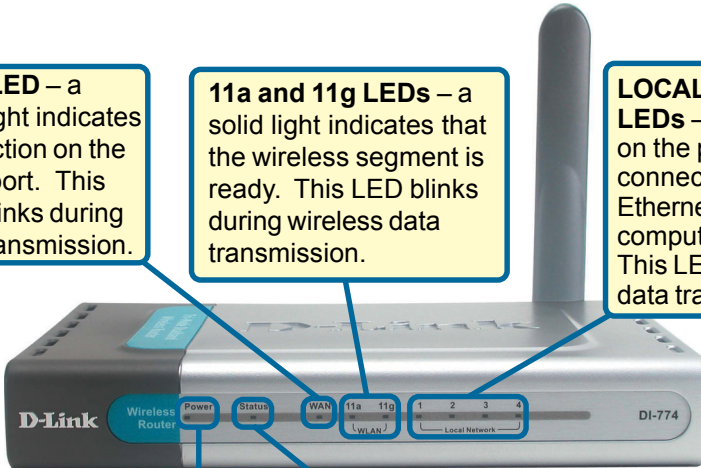 LED – a
ght indicates
ction on the
port. This
inks during
ransmission.
11a and 11g LEDs – a
solid light indicates that
the wireless segment is
ready. This LED blinks
during wireless data
transmission.
LOCAL
LEDs –
on the p
connec
Etherne
comput
This LE
data tra
D-Link
D-Link
Wireless
Router
Power
Status
WAN
11a 11g
WLAN
1 2 3 4
Local Network
DI-774